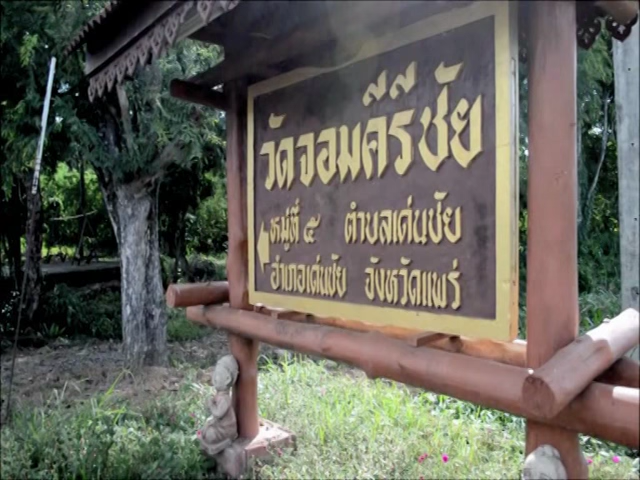 วัดจอมคีรีชัย
หมู่ที่ ๕ ตำบลเด่นชัย
อำเภอเด่นชัย จังหวัดแพร่